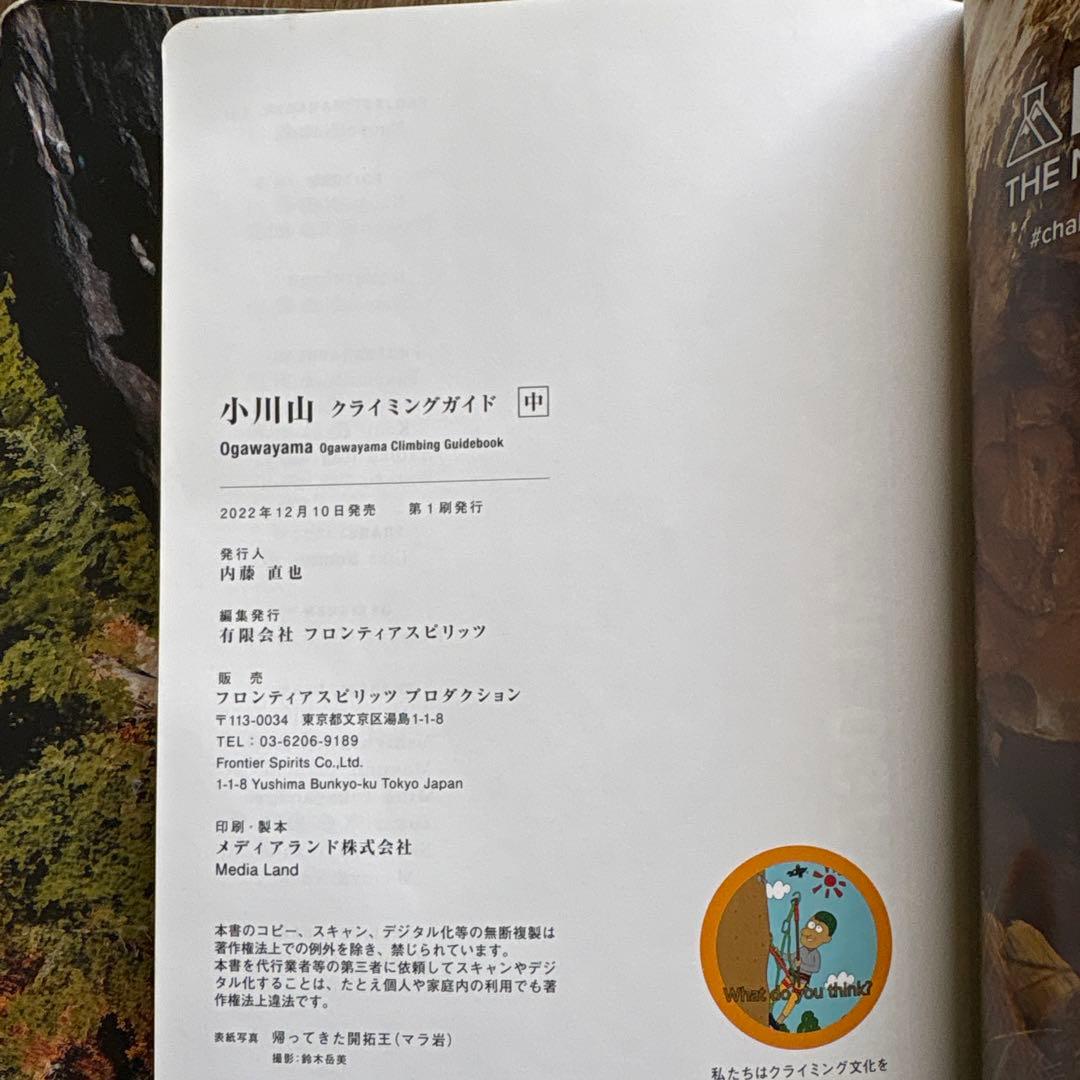 小川山 クライミングガイド 中
Ogawayama Ogawayama Climbing Guidebook
2022年12月10日発売 第1刷発行
発行人
内藤 直也
編集発行
有限会社 フロンティアスピリッツ
販 売
フロンティアスピリッツ プロダクション
〒113-0034 東京都文京区湯島1-1-8
TEL：03-6206-9189
Frontier Spirits Co.,Ltd.
1-1-8 Yushima Bunkyo-ku Tokyo Japan
印刷・製本
メディアランド株式会社
Media Land
本書のコピー、スキャン、デジタル化等の無断複製は
著作権法上での例外を除き、禁じられています。
本書を代行業者等の第三者に依頼してスキャンやデジ
タル化することは、たとえ個人や家庭内の利用でも著
作権法上違法です。
表紙写真 帰ってきた開拓王(マラ岩)
撮影：鈴木岳美
What do you think?
私たちはクライミング文化を
THE
#cha